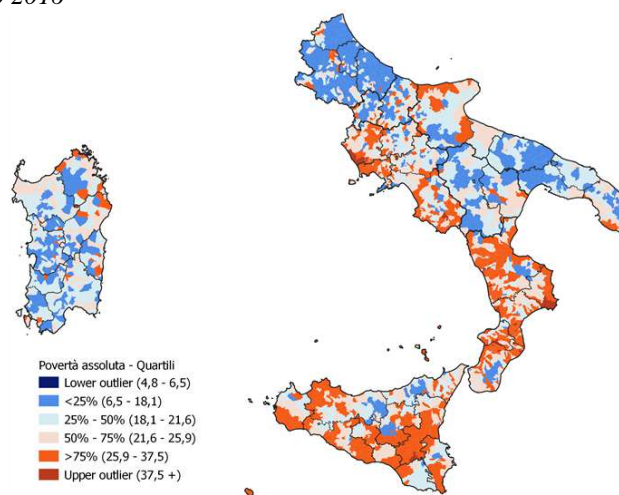 2015
Povertà assoluta - Quartili
Lower outlier (4,8 - 6,5)
<25% (6,5 - 18,1)
25% - 50% (18,1 - 21,6)
50% - 75% (21,6 - 25,9)
>75% (25,9 - 37,5)
Upper outlier (37,5 +)